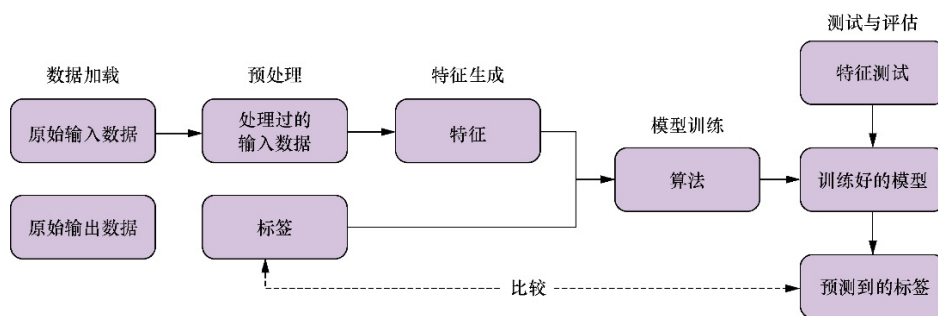 测试与评估
数据加载
预处理
特征生成
特征测试
原始输入数据
处理过的
输入数据
特征
模型训练
算法
训练好的模型
原始输出数据
标签
比较
预测到的标签